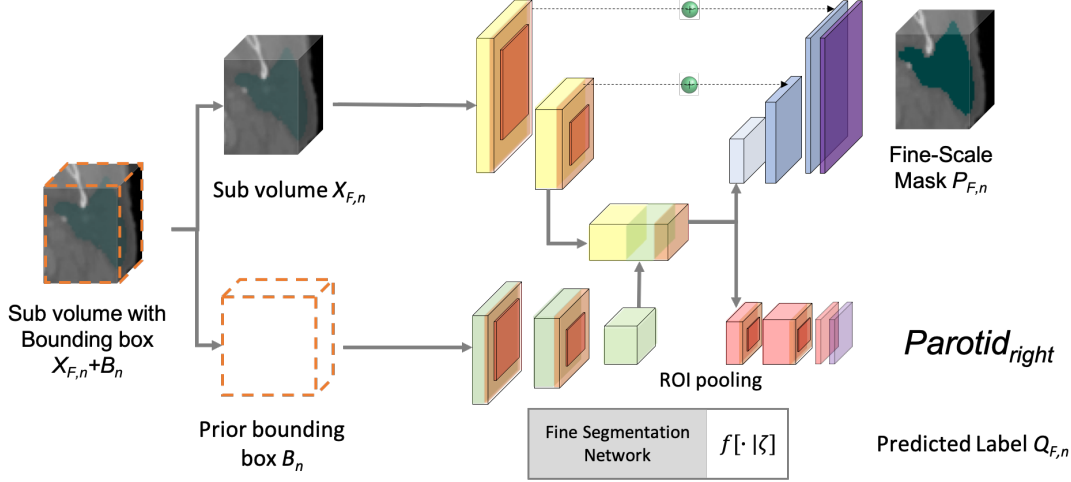 Sub volume with
Bounding box
X_{F,n}+B_n
Sub volume X_{F,n}
Prior bounding
box B_n
ROI pooling
Fine Segmentation
Network
f[· |ζ]
Fine-Scale
Mask P_{F,n}
Parotid_{right}
Predicted Label Q_{F,n}